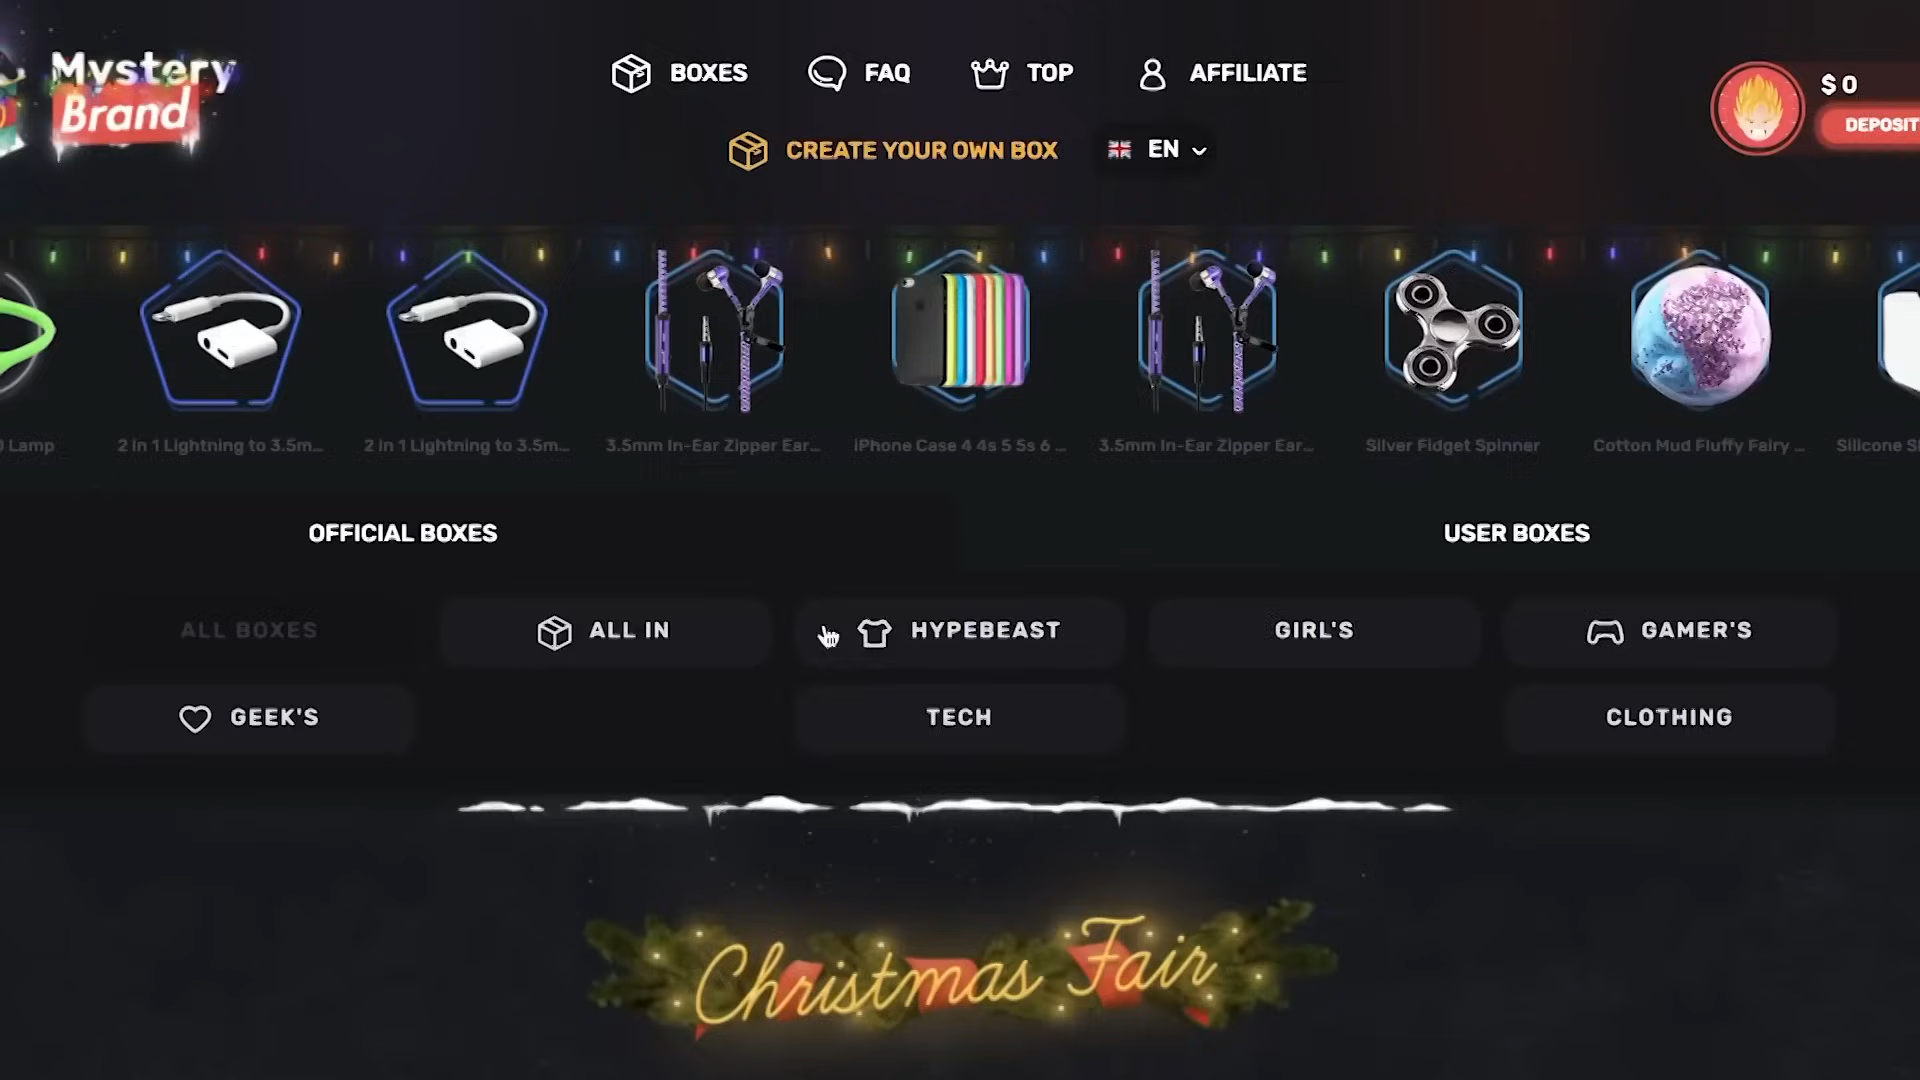 Mystery
Brand
BOXES
FAQ
TOP
AFFILIATE
$ 0
DEPOSIT
CREATE YOUR OWN BOX
EN
Lamp
2 in 1 Lightning to 3.5m...
2 in 1 Lightning to 3.5m...
3.5mm In-Ear Zipper Ear...
iPhone Case 4 4s 5 5s 6 ...
3.5mm In-Ear Zipper Ear...
Silver Fidget Spinner
Cotton Mud Fluffy Fairy ...
Silicone
OFFICIAL BOXES
USER BOXES
ALL BOXES
ALL IN
HYPEBEAST
GIRL'S
GAMER'S
GEEK'S
TECH
CLOTHING
Christmas Fair